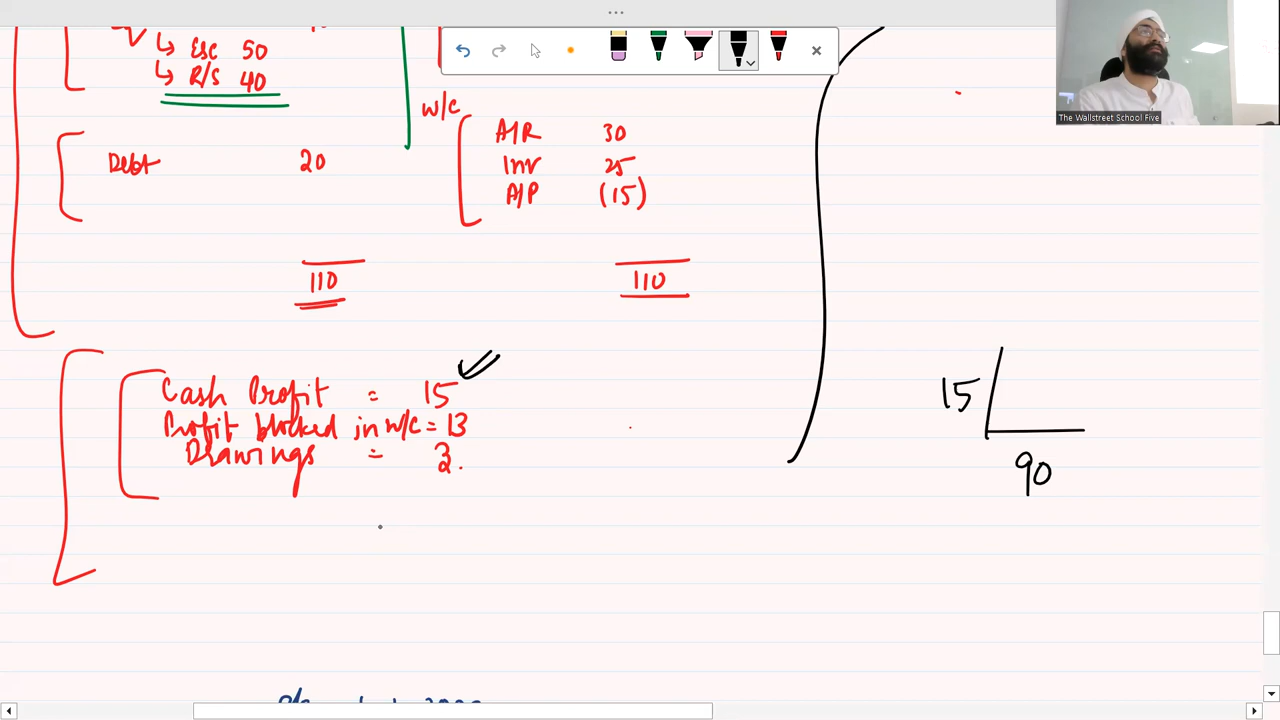 ↳ ESC 50
↳ R/S 40
Debt 20
110
W/C
A/R 30
Inv 25
A/P (15)
110
Cash Profit = 15
Profit blocked in W/C = 13
Drawings = 3.
15
90
The Wallstreet School Five